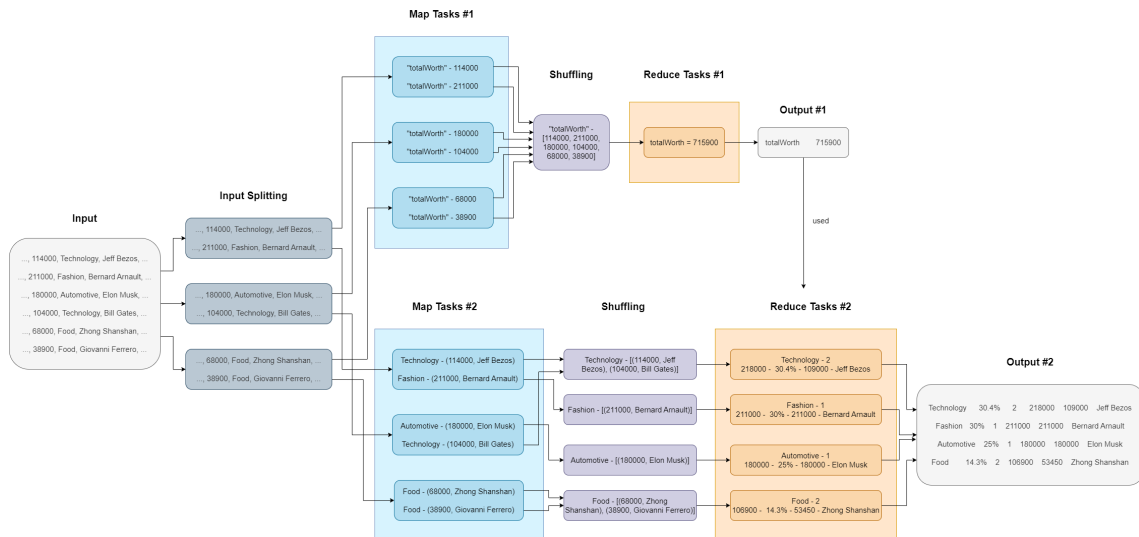 Map Tasks #1
"totalWorth" - 114000
"totalWorth" - 211000
"totalWorth" - 180000
"totalWorth" - 104000
"totalWorth" - 68000
"totalWorth" - 38900
Shuffling
"totalWorth" -
[114000, 211000,
180000, 104000,
68000, 38900]
Reduce Tasks #1
totalWorth = 715900
Output #1
totalWorth 715900
used
Input
..., 114000, Technology, Jeff Bezos, ...
..., 211000, Fashion, Bernard Arnault, ...
..., 180000, Automotive, Elon Musk, ...
..., 104000, Technology, Bill Gates, ...
..., 68000, Food, Zhong Shanshan, ...
..., 38900, Food, Giovanni Ferrero, ...
Input Splitting
..., 114000, Technology, Jeff Bezos, ...
..., 211000, Fashion, Bernard Arnault, ...
..., 180000, Automotive, Elon Musk, ...
..., 104000, Technology, Bill Gates, ...
..., 68000, Food, Zhong Shanshan, ...
..., 38900, Food, Giovanni Ferrero, ...
Map Tasks #2
Technology - (114000, Jeff Bezos)
Fashion - (211000, Bernard Arnault)
Automotive - (180000, Elon Musk)
Technology - (104000, Bill Gates)
Food - (68000, Zhong Shanshan)
Food - (38900, Giovanni Ferrero)
Shuffling
Technology - [(114000, Jeff
Bezos), (104000, Bill Gates)]
Fashion - [(211000, Bernard Arnault)]
Automotive - [(180000, Elon Musk)]
Food - [(68000, Zhong
Shanshan), (38900, Giovanni Ferrero)]
Reduce Tasks #2
Technology - 2
218000 - 30.4% - 109000 - Jeff Bezos
Fashion - 1
211000 - 30% - 211000 - Bernard Arnault
Automotive - 1
180000 - 25% - 180000 - Elon Musk
Food - 2
106900 - 14.3% - 53450 - Zhong Shanshan
Output #2
Technology 30.4% 2 218000 109000 Jeff Bezos
Fashion 30% 1 211000 211000 Bernard Arnault
Automotive 25% 1 180000 180000 Elon Musk
Food 14.3% 2 106900 53450 Zhong Shanshan